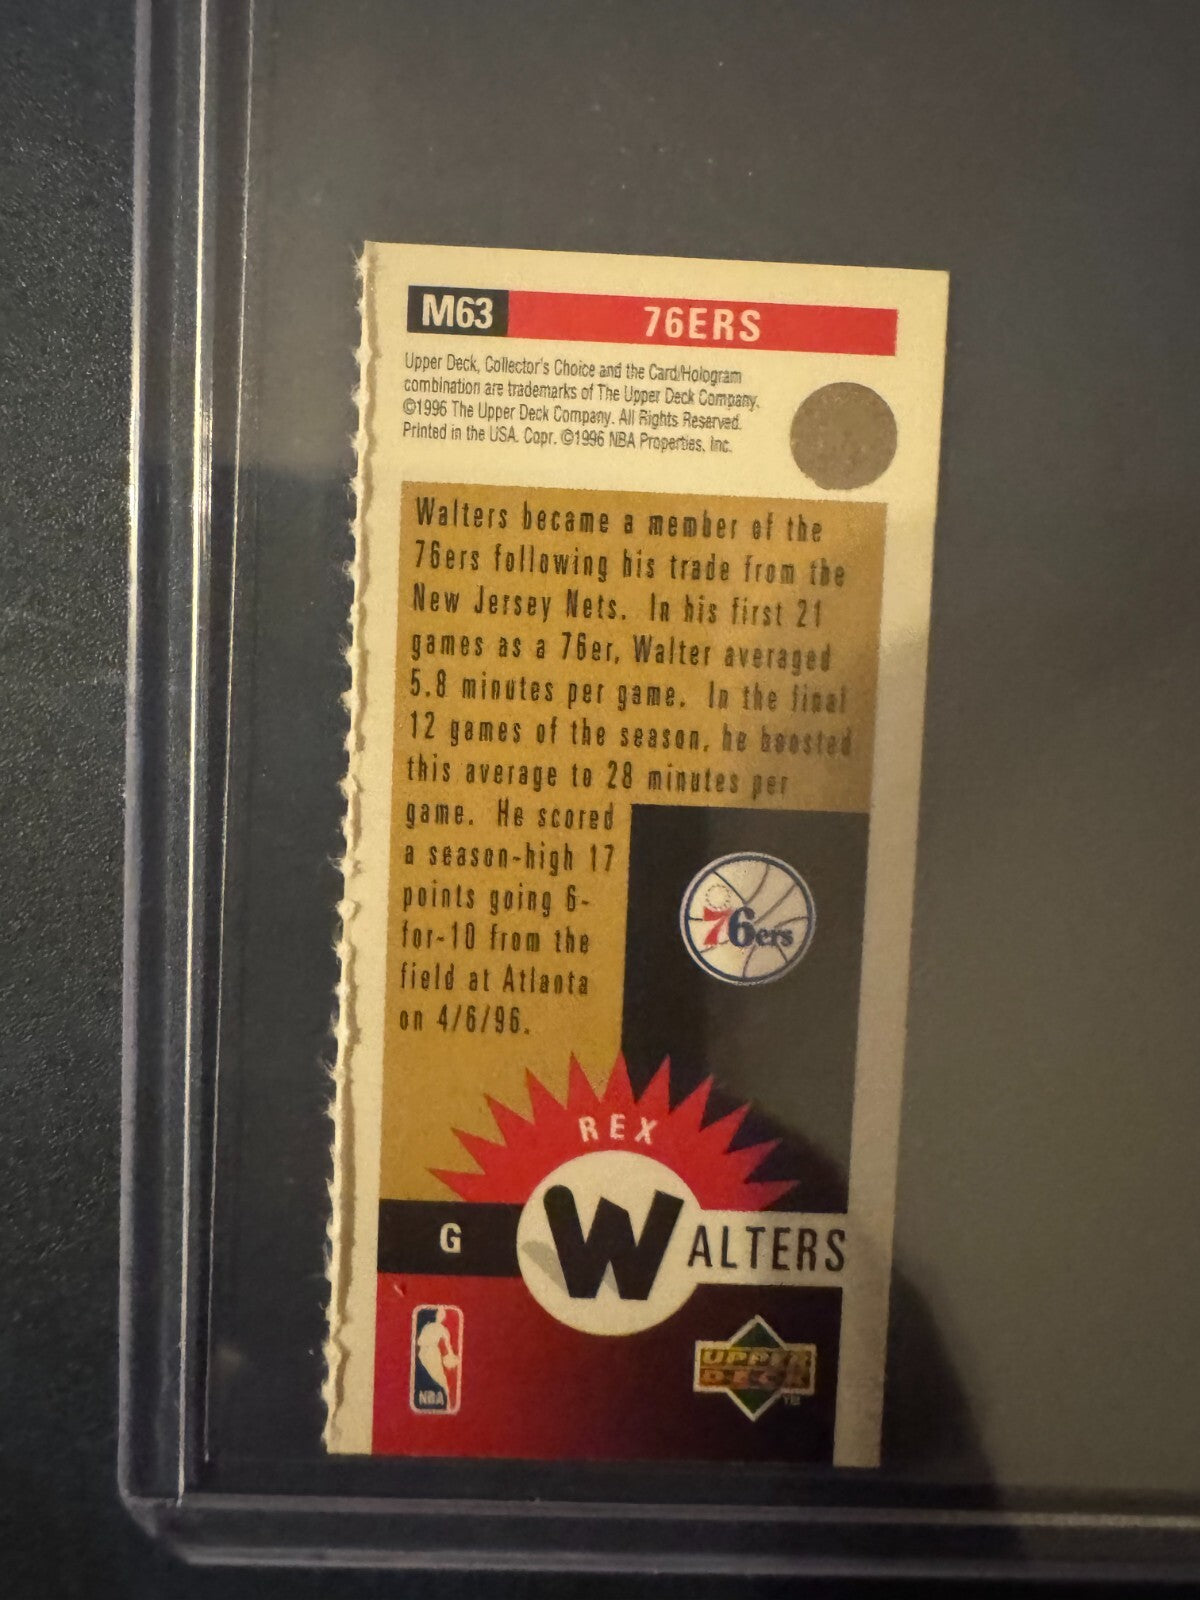 M63 76ERS
Upper Deck, Collector's Choice and the Card/Hologram
combination are trademarks of The Upper Deck Company.
©1996 The Upper Deck Company. All Rights Reserved.
Printed in the USA. Copr. ©1996 NBA Properties, Inc.
Walters became a member of the
76ers following his trade from the
New Jersey Nets. In his first 21
games as a 76er, Walter averaged
5.8 minutes per game. In the final
12 games of the season, he boosted
this average to 28 minutes per
game. He scored
a season-high 17
points going 6-
for-10 from the
field at Atlanta
on 4/6/96.
76ers
REX
G WALTERS
NBA
UPPER
DECK
TM